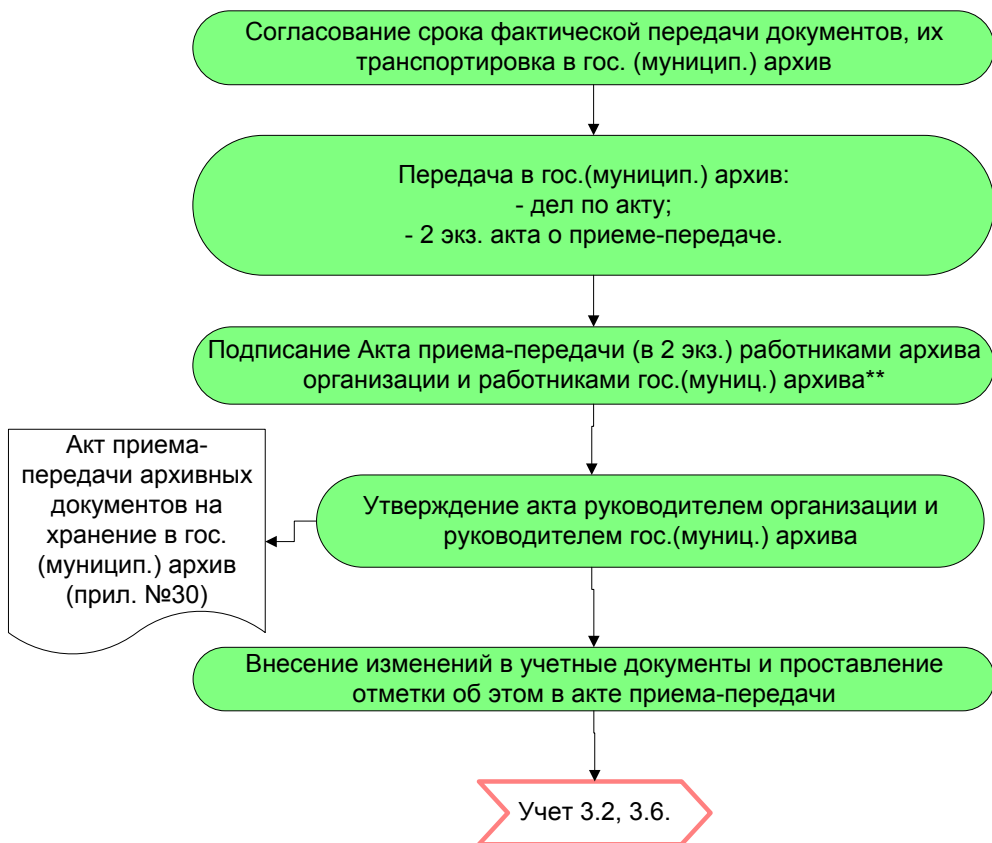 Согласование срока фактической передачи документов, их
транспортировка в гос. (муницип.) архив
Передача в гос.(муницип.) архив:
- дел по акту;
- 2 экз. акта о приеме-передаче.
Подписание Акта приема-передачи (в 2 экз.) работниками архива
организации и работниками гос.(муниц.) архива**
Акт приема-
передачи архивных
документов на
хранение в гос.
(муницип.) архив
(прил. №30)
Утверждение акта руководителем организации и
руководителем гос.(муниц.) архива
Внесение изменений в учетные документы и проставление
отметки об этом в акте приема-передачи
Учет 3.2, 3.6.